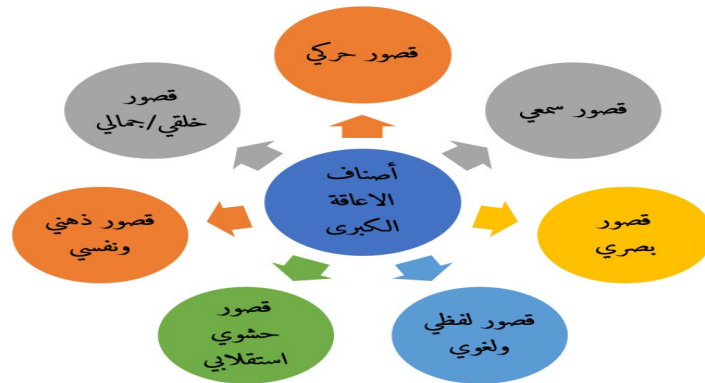 قصور حركي
قصور سمعي
قصور
بصري
قصور لفظي
ولغوي
قصور
حشوي
استقلابي
قصور ذهني
ونفسي
قصور
خلقي/جمالي
أصناف
الاعاقة
الكبرى